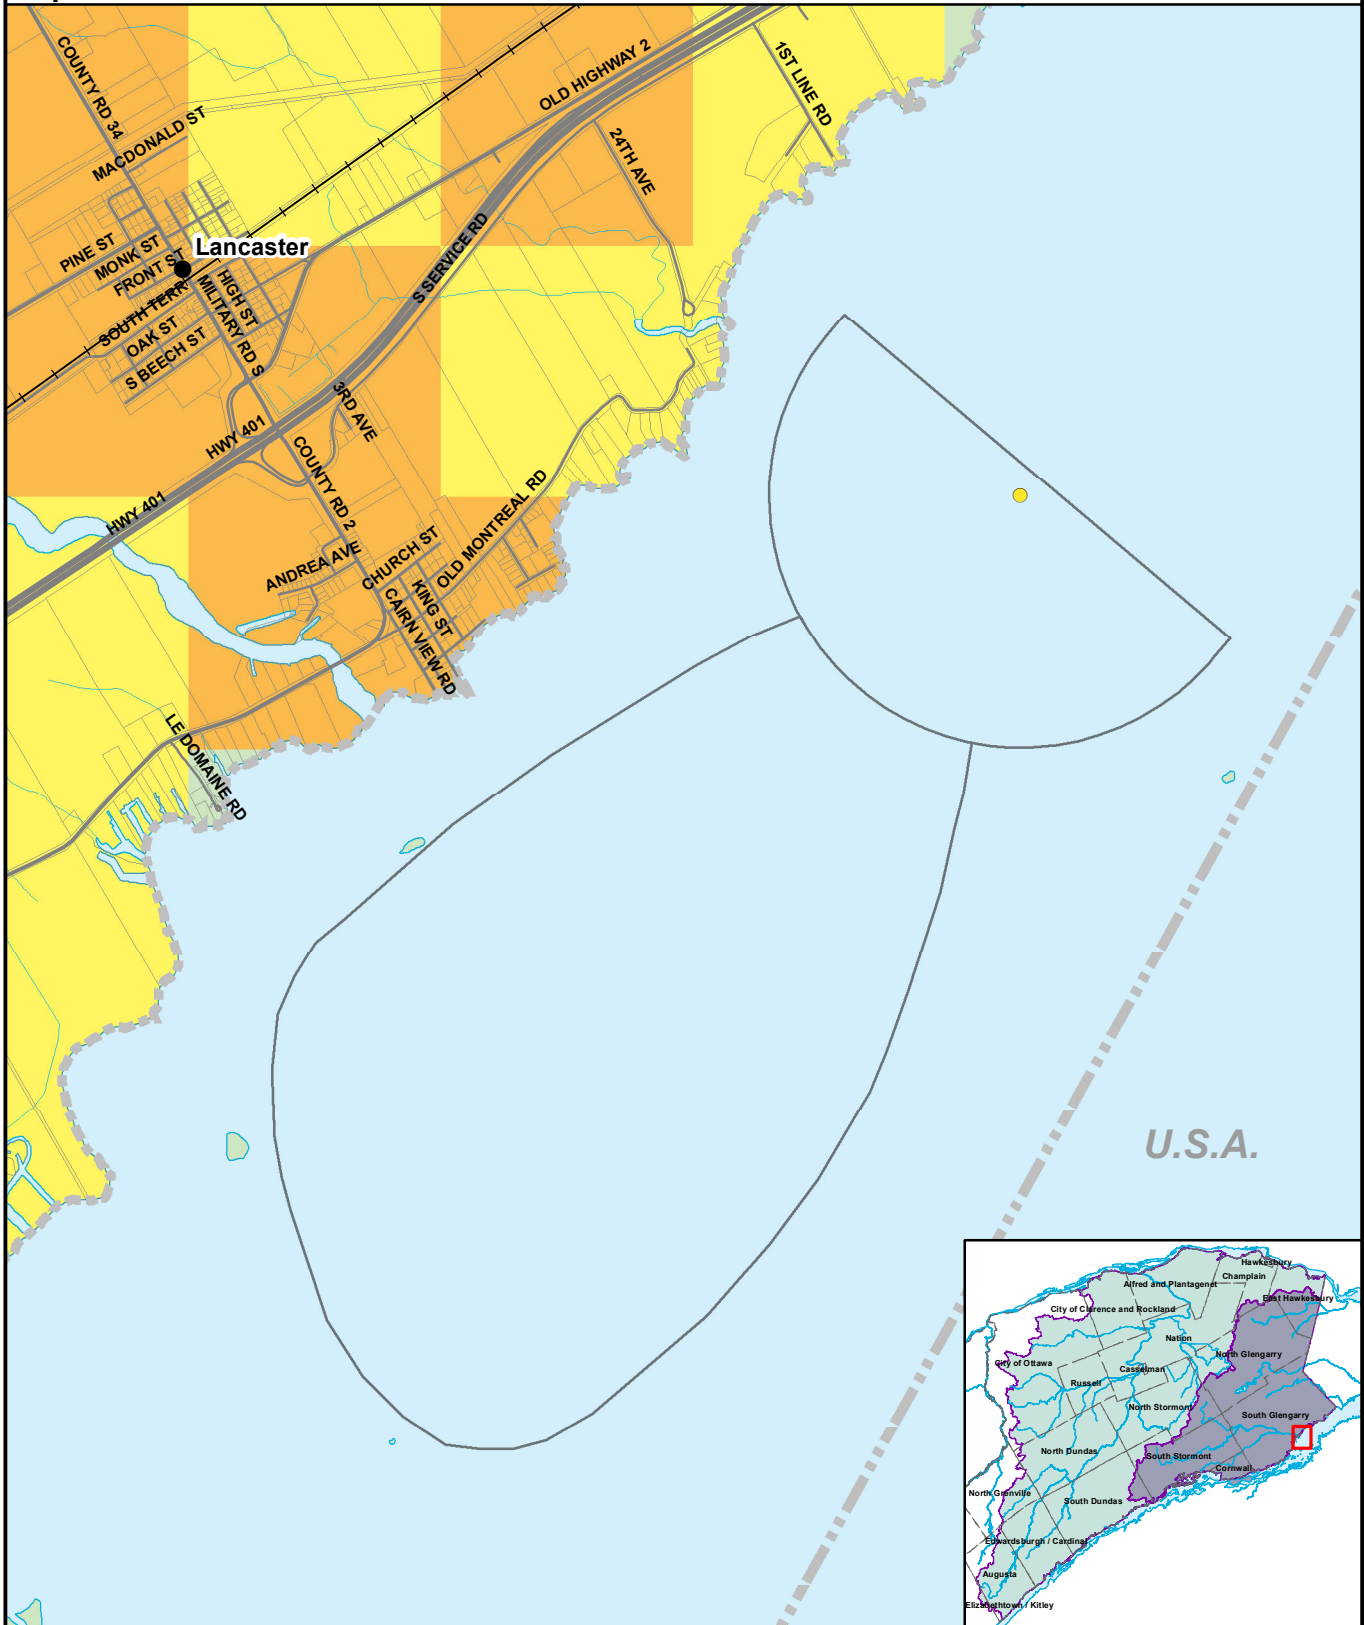 COUNTY RD 34
MACDONALD ST
OLD HIGHWAY 2
1ST LINE RD
24TH AVE
PINE ST
MONK ST
FRONT ST
Lancaster
SOUTH TERR
HIGH ST
MILITARY RD S
OAK ST
S BEECH ST
S SERVICE RD
3RD AVE
HWY 401
HWY 401
COUNTY RD 2
OLD MONTREAL RD
ANDREA AVE
CHURCH ST
KING ST
CAIRN VIEW RD
LE DOMAINE RD
U.S.A.
Hawkesbury
Champlain
Alfred and Plantagenet
East Hawkesbury
City of Clarence and Rockland
Nation
North Glengarry
City of Ottawa
Casselman
Russell
North Stormont
South Glengarry
North Dundas
South Stormont
Cornwall
North Grenville
South Dundas
Edwardsburgh / Cardinal
Augusta
Elizabethtown / Kitley